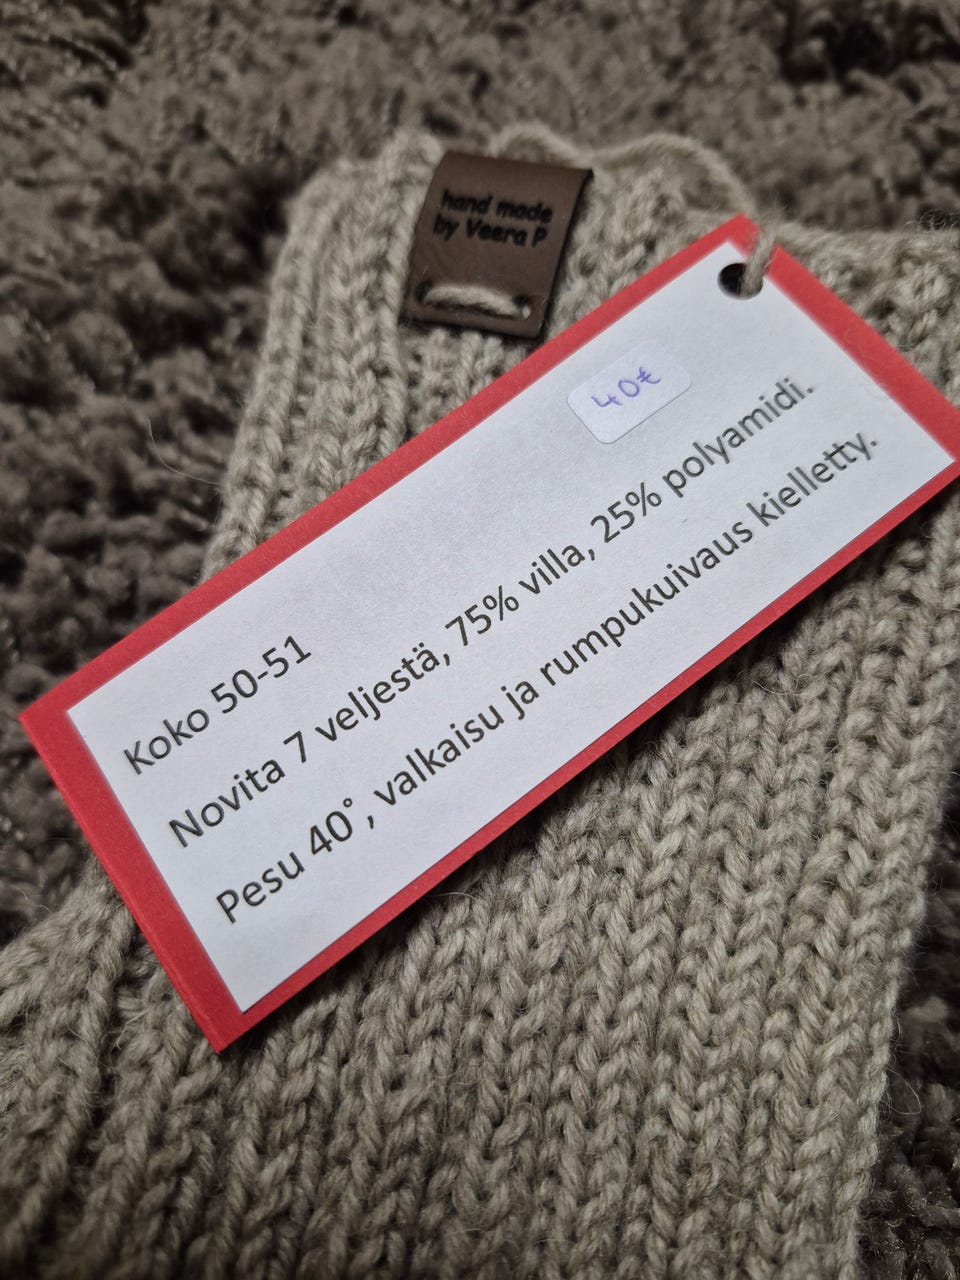 hand made
by Veera P
40€
Koko 50-51
Novita 7 veljestä, 75% villa, 25% polyamidi.
Pesu 40°, valkaisu ja rumpukuivaus kielletty.